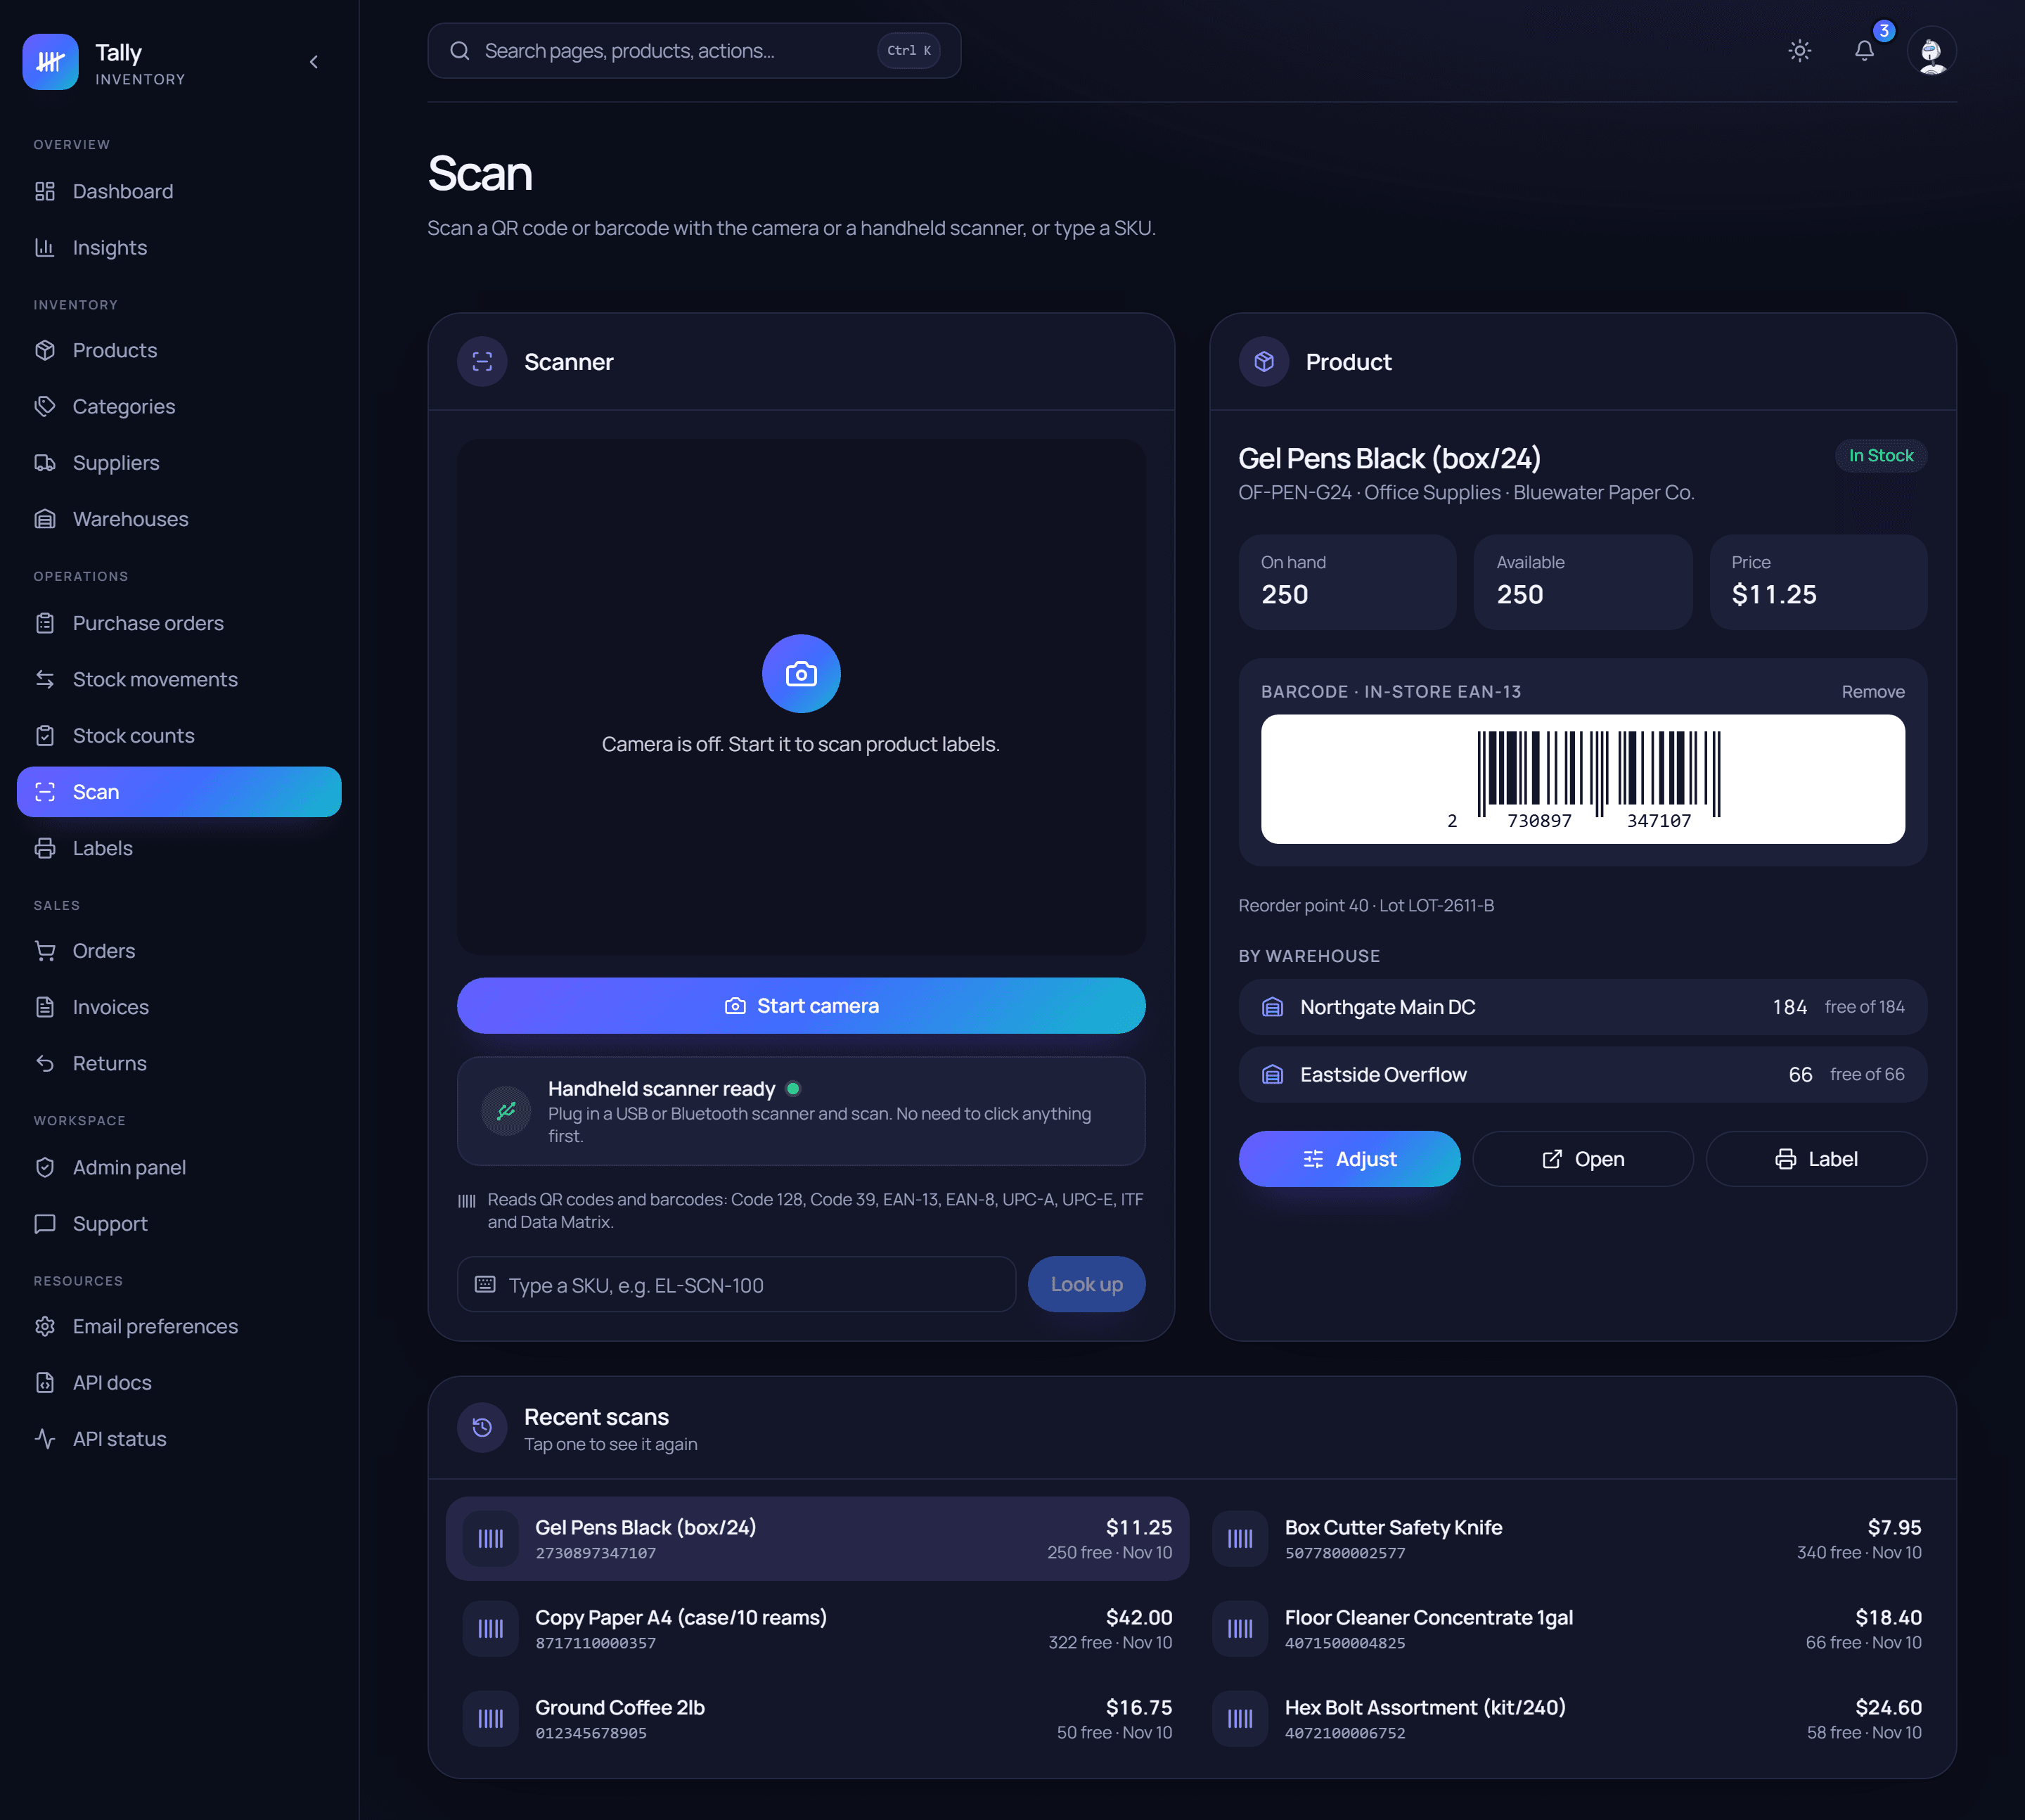 Tally
INVENTORY
OVERVIEW
Dashboard
Insights
INVENTORY
Products
Categories
Suppliers
Warehouses
OPERATIONS
Purchase orders
Stock movements
Stock counts
Scan
Labels
SALES
Orders
Invoices
Returns
WORKSPACE
Admin panel
Support
RESOURCES
Email preferences
API docs
API status
Search pages, products, actions...
Ctrl K
3
Scan
Scan a QR code or barcode with the camera or a handheld scanner, or type a SKU.
Scanner
Camera is off. Start it to scan product labels.
Start camera
Handheld scanner ready
Plug in a USB or Bluetooth scanner and scan. No need to click anything
first.
Reads QR codes and barcodes: Code 128, Code 39, EAN-13, EAN-8, UPC-A, UPC-E, ITF
and Data Matrix.
Type a SKU, e.g. EL-SCN-100
Look up
Product
Gel Pens Black (box/24)
In Stock
OF-PEN-G24 · Office Supplies · Bluewater Paper Co.
On hand
250
Available
250
Price
$11.25
BARCODE · IN-STORE EAN-13
Remove
2 730897 347107
Reorder point 40 · Lot LOT-2611-B
BY WAREHOUSE
Northgate Main DC 184 free of 184
Eastside Overflow 66 free of 66
Adjust
Open
Label
Recent scans
Tap one to see it again
Gel Pens Black (box/24) $11.25
2730897347107 250 free · Nov 10
Box Cutter Safety Knife $7.95
5077800002577 340 free · Nov 10
Copy Paper A4 (case/10 reams) $42.00
8717110000357 322 free · Nov 10
Floor Cleaner Concentrate 1gal $18.40
4071500004825 66 free · Nov 10
Ground Coffee 2lb $16.75
012345678905 50 free · Nov 10
Hex Bolt Assortment (kit/240) $24.60
4072100006752 58 free · Nov 10